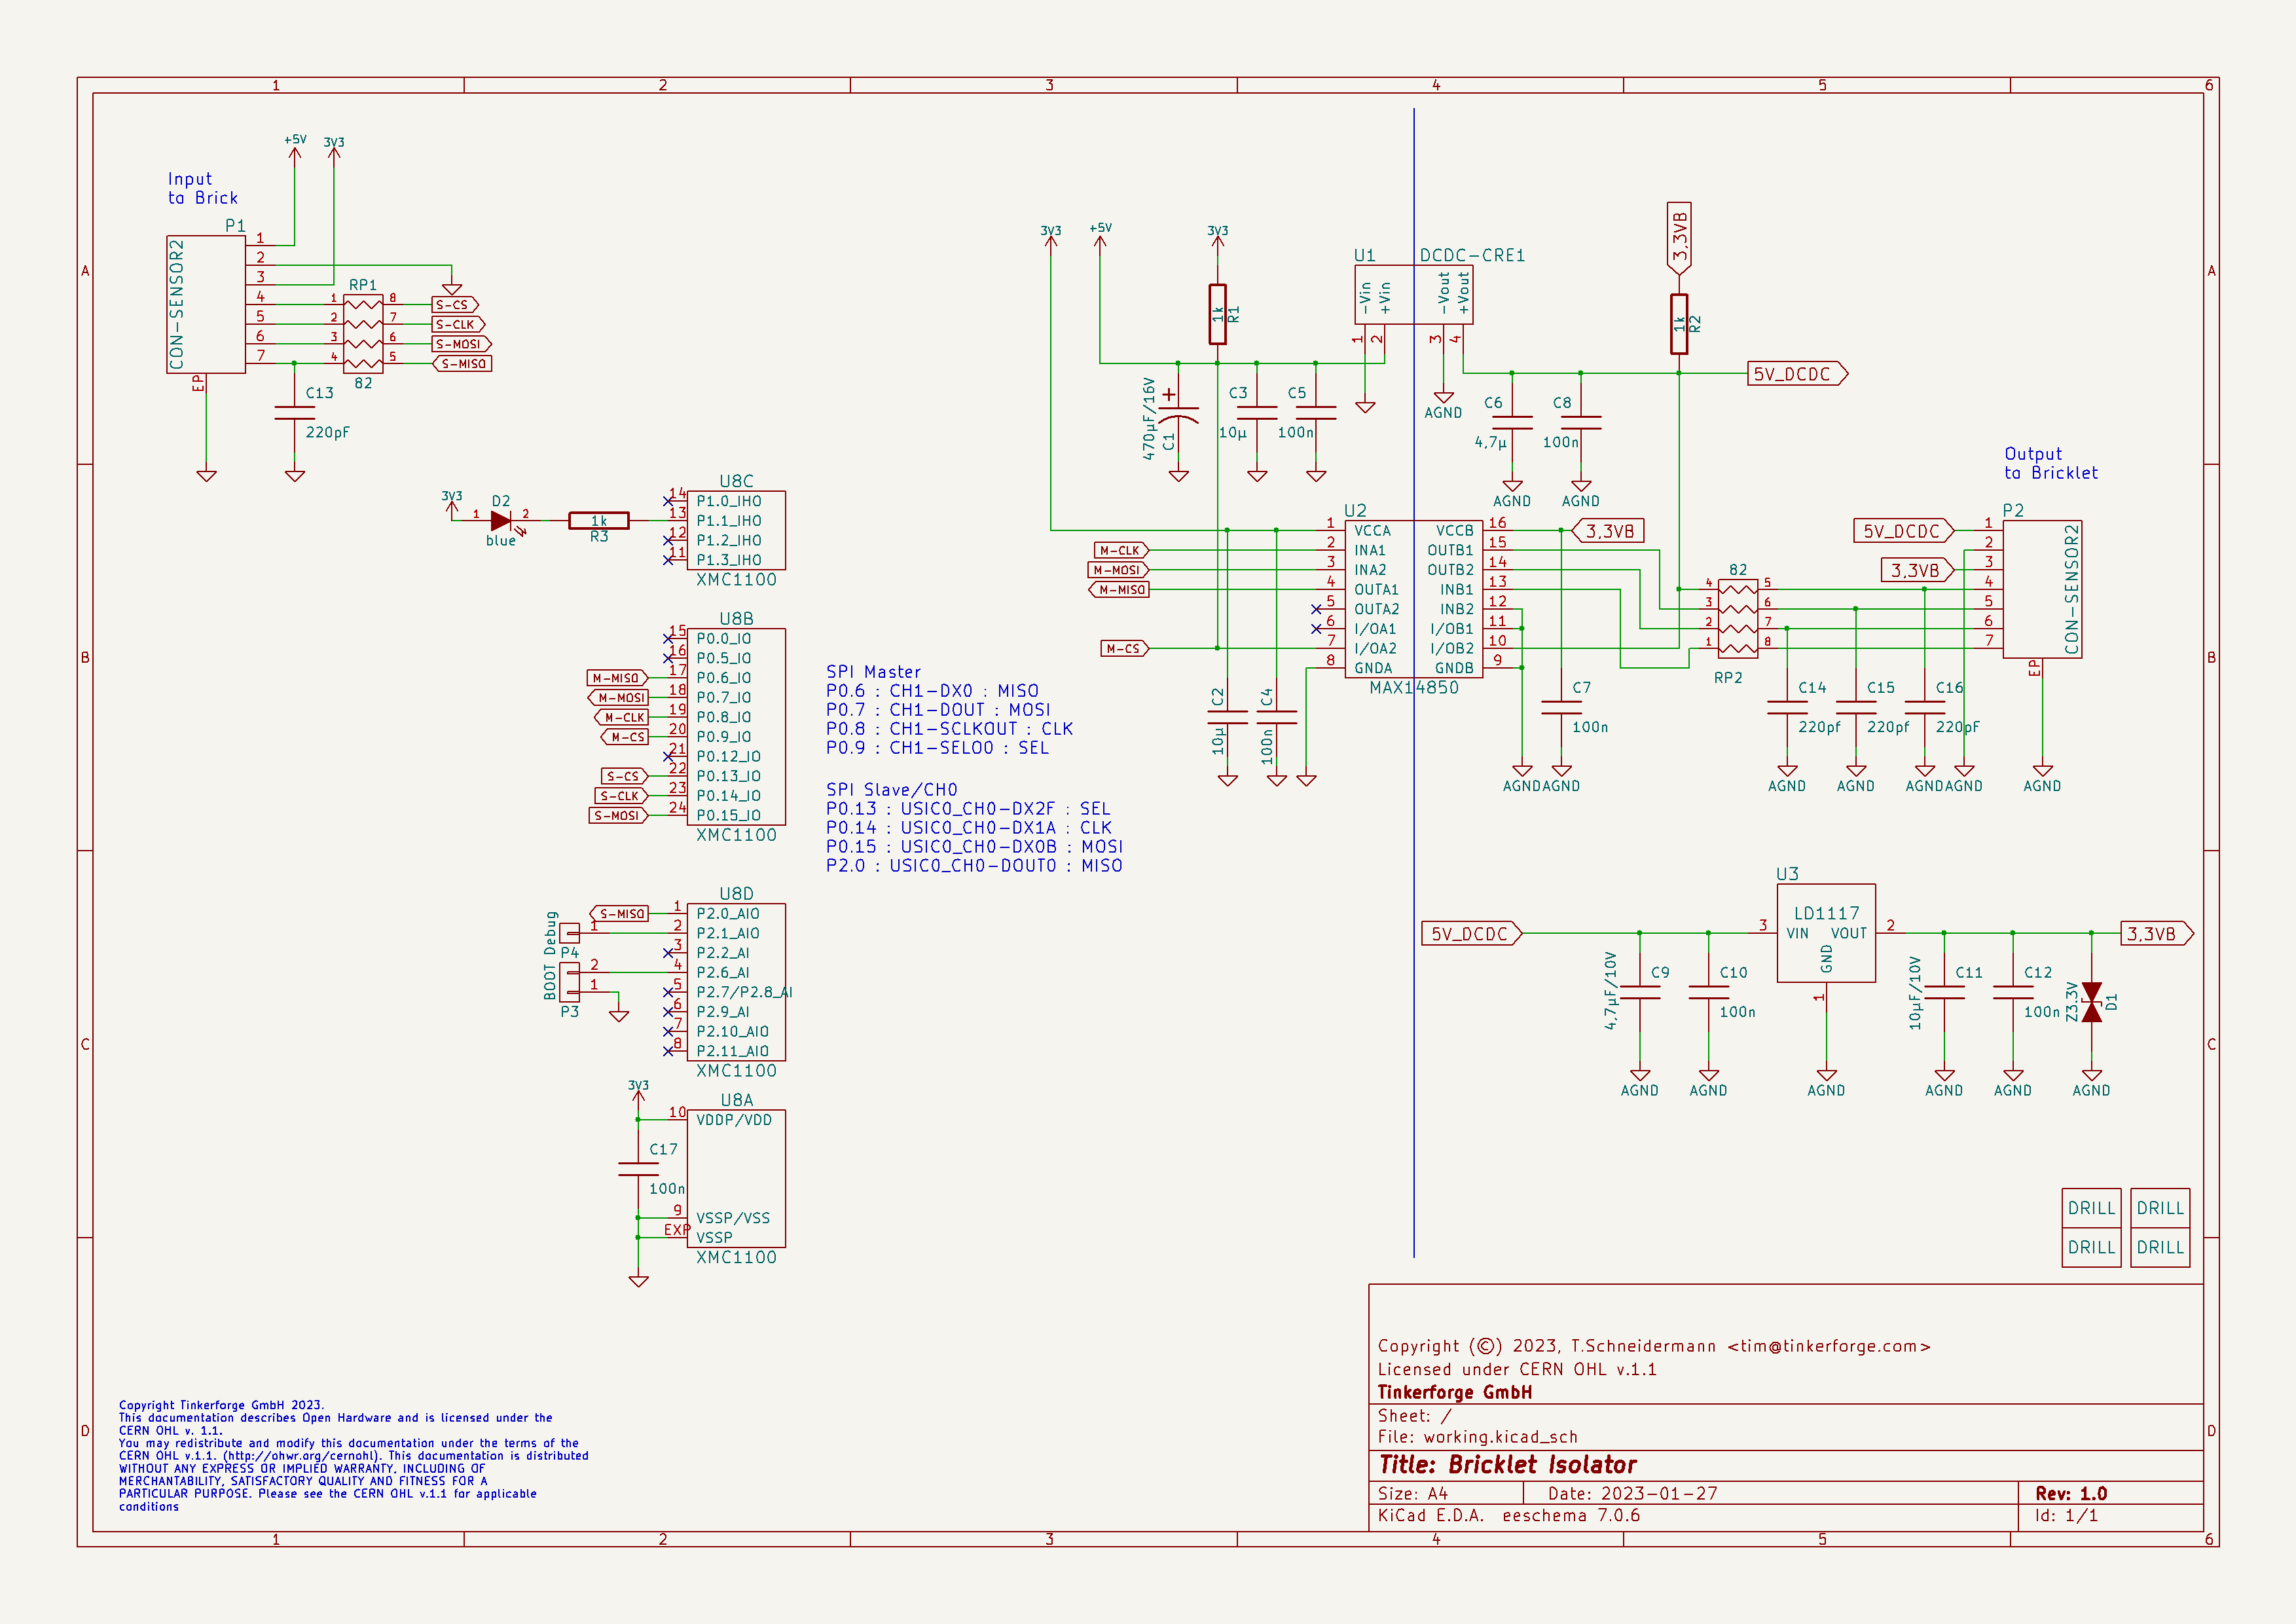 1 2 3 4 5 6
A
B
C
D
Input
to Brick
+5V
3V3
P1
CON-SENSOR2
1
2
3
4
5
6
7
EP
RP1
1 8
2 7
3 6
4 5
82
S-CS
S-CLK
S-MOSI
S-MISO
C13
220pF
3V3
1 D2 2
blue
1k
R3
U8C
14 P1.0_IHO
13 P1.1_IHO
12 P1.2_IHO
11 P1.3_IHO
XMC1100
U8B
15 P0.0_IO
16 P0.5_IO
M-MISO 17 P0.6_IO
M-MOSI 18 P0.7_IO
M-CLK 19 P0.8_IO
M-CS 20 P0.9_IO
21 P0.12_IO
S-CS 22 P0.13_IO
S-CLK 23 P0.14_IO
S-MOSI 24 P0.15_IO
XMC1100
SPI Master
P0.6 : CH1-DX0 : MISO
P0.7 : CH1-DOUT : MOSI
P0.8 : CH1-SCLKOUT : CLK
P0.9 : CH1-SELO0 : SEL
SPI Slave/CH0
P0.13 : USIC0_CH0-DX2F : SEL
P0.14 : USIC0_CH0-DX1A : CLK
P0.15 : USIC0_CH0-DX0B : MOSI
P2.0 : USIC0_CH0-DOUT0 : MISO
U8D
S-MISO 1 P2.0_AIO
2 P2.1_AIO
3 P2.2_AI
4 P2.6_AI
5 P2.7/P2.8_AI
6 P2.9_AI
7 P2.10_AIO
8 P2.11_AIO
XMC1100
Debug
1
P4
BOOT
2
1
P3
3V3
U8A
10 VDDP/VDD
C17
100n
9 VSSP/VSS
EXP VSSP
XMC1100
3V3
+5V
3V3
1k
R1
U1 DCDC-CRE1
-Vin
+Vin
-Vout
+Vout
1
2
3
4
AGND
470µF/16V
C1
C3
10µ
C5
100n
C6
4,7µ
AGND
C8
100n
AGND
3,3VB
1k
R2
5V_DCDC
U2
1 VCCA VCCB 16
M-CLK 2 INA1 OUTB1 15
M-MOSI 3 INA2 OUTB2 14
M-MISO 4 OUTA1 INB1 13
5 OUTA2 INB2 12
6 I/OA1 I/OB1 11
M-CS 7 I/OA2 I/OB2 10
8 GNDA GNDB 9
MAX14850
C2
10µ
C4
100n
3,3VB
C7
100n
AGND
AGND
82
4 5
3 6
2 7
1 8
RP2
C14
220pf
AGND
C15
220pf
AGND
C16
220pF
AGND
AGND
Output
to Bricklet
P2
5V_DCDC
3,3VB
1
2
3
4
5
6
7
CON-SENSOR2
EP
AGND
5V_DCDC
4,7µF/10V
C9
AGND
C10
100n
AGND
U3
LD1117
3 VIN VOUT 2
GND
1
AGND
10µF/10V
C11
AGND
C12
100n
AGND
Z3.3V
D1
AGND
3,3VB
DRILL DRILL
DRILL DRILL
Copyright Tinkerforge GmbH 2023.
This documentation describes Open Hardware and is licensed under the
CERN OHL v. 1.1.
You may redistribute and modify this documentation under the terms of the
CERN OHL v.1.1. (http://ohwr.org/cernohl). This documentation is distributed
WITHOUT ANY EXPRESS OR IMPLIED WARRANTY, INCLUDING OF
MERCHANTABILITY, SATISFACTORY QUALITY AND FITNESS FOR A
PARTICULAR PURPOSE. Please see the CERN OHL v.1.1 for applicable
conditions
Copyright (©) 2023, T.Schneidermann <tim@tinkerforge.com>
Licensed under CERN OHL v.1.1
Tinkerforge GmbH
Sheet: /
File: working.kicad_sch
Title: Bricklet Isolator
Size: A4 Date: 2023-01-27 Rev: 1.0
KiCad E.D.A. eeschema 7.0.6 Id: 1/1
A
B
C
D
1 2 3 4 5 6